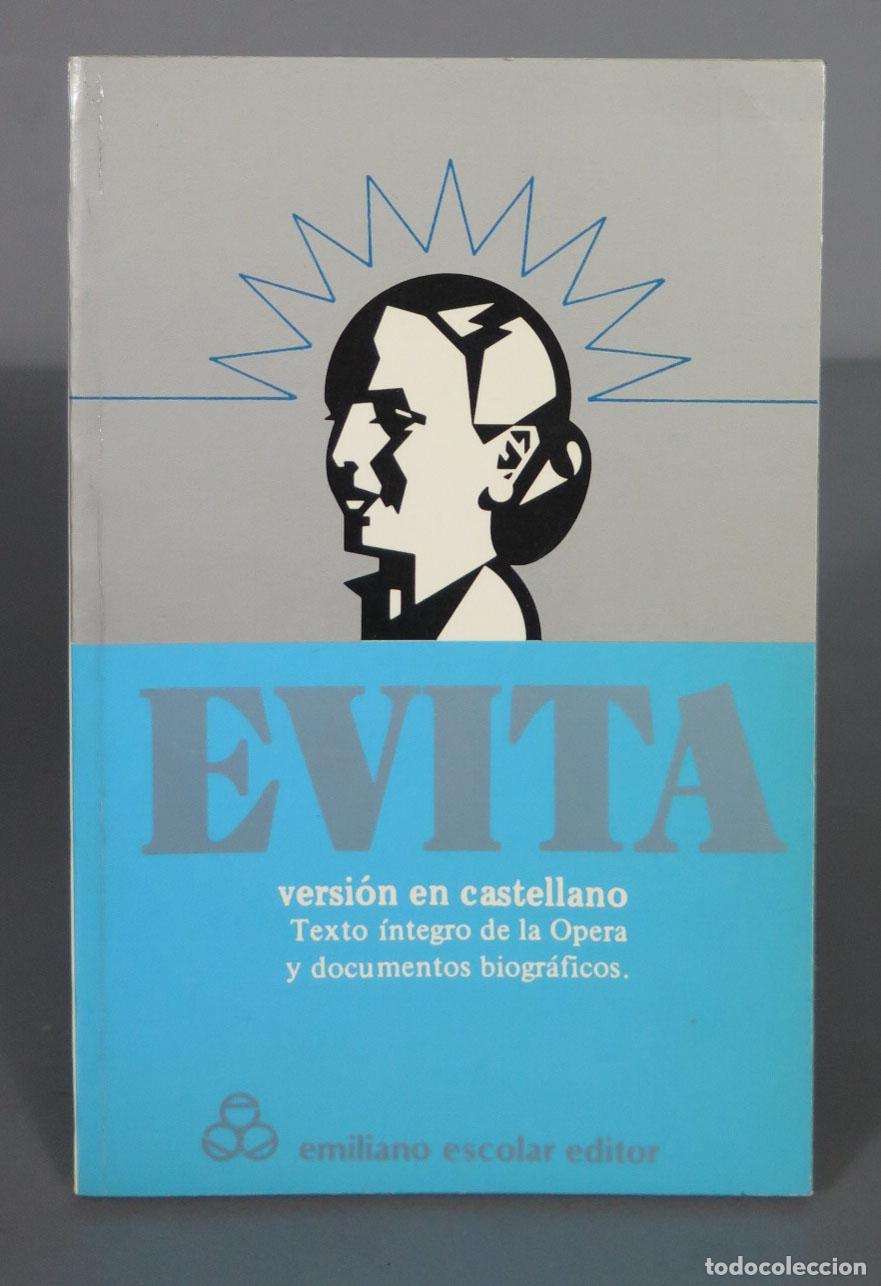 EVITA
versión en castellano
Texto íntegro de la Opera
y documentos biográficos.
emiliano escolar editor
todocoleccion